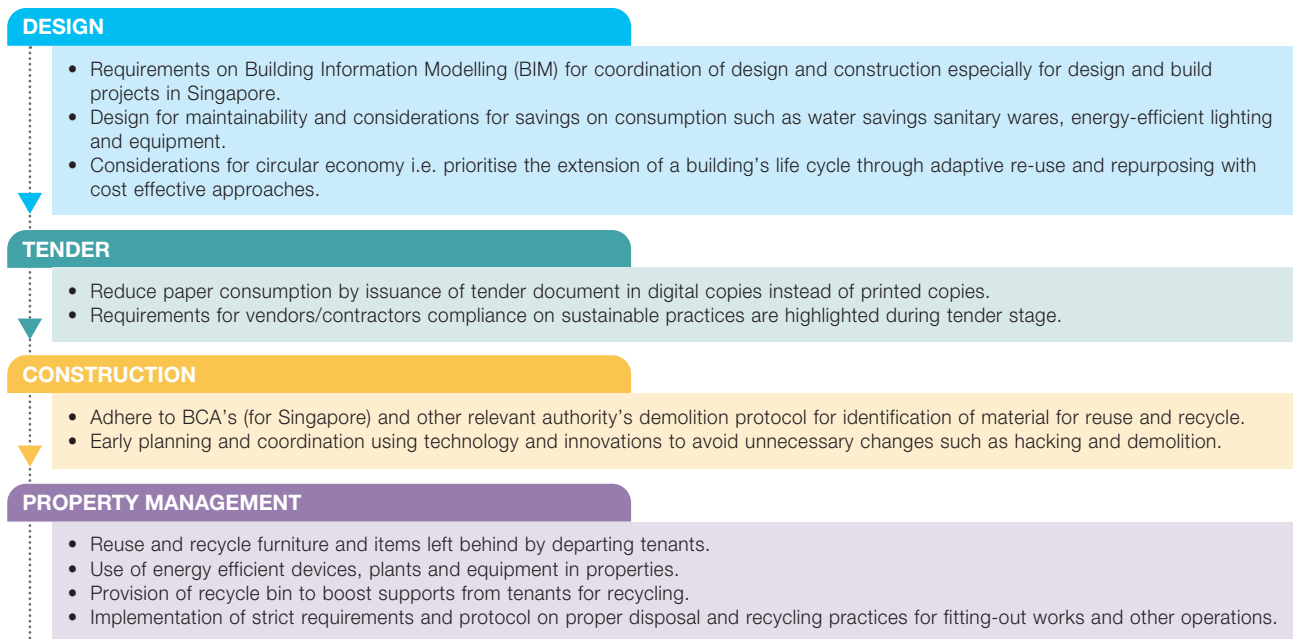 DESIGN
• Requirements on Building Information Modelling (BIM) for coordination of design and construction especially for design and build
projects in Singapore.
• Design for maintainability and considerations for savings on consumption such as water savings sanitary wares, energy-efficient lighting
and equipment.
• Considerations for circular economy i.e. prioritise the extension of a building's life cycle through adaptive re-use and repurposing with
cost effective approaches.
TENDER
• Reduce paper consumption by issuance of tender document in digital copies instead of printed copies.
• Requirements for vendors/contractors compliance on sustainable practices are highlighted during tender stage.
CONSTRUCTION
• Adhere to BCA's (for Singapore) and other relevant authority's demolition protocol for identification of material for reuse and recycle.
• Early planning and coordination using technology and innovations to avoid unnecessary changes such as hacking and demolition.
PROPERTY MANAGEMENT
• Reuse and recycle furniture and items left behind by departing tenants.
• Use of energy efficient devices, plants and equipment in properties.
• Provision of recycle bin to boost supports from tenants for recycling.
• Implementation of strict requirements and protocol on proper disposal and recycling practices for fitting-out works and other operations.